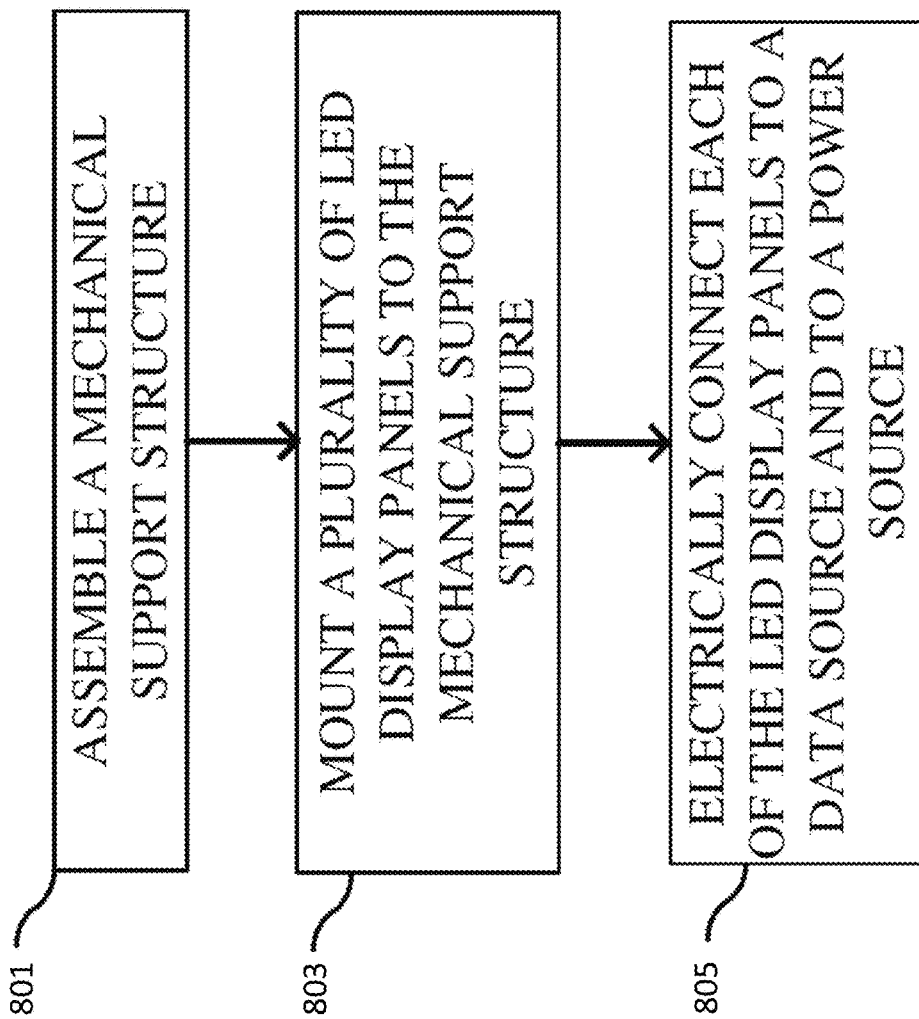 801
ASSEMBLE A MECHANICAL
SUPPORT STRUCTURE
803
MOUNT A PLURALITY OF LED
DISPLAY PANELS TO THE
MECHANICAL SUPPORT
STRUCTURE
805
ELECTRICALLY CONNECT EACH
OF THE LED DISPLAY PANELS TO A
DATA SOURCE AND TO A POWER
SOURCE